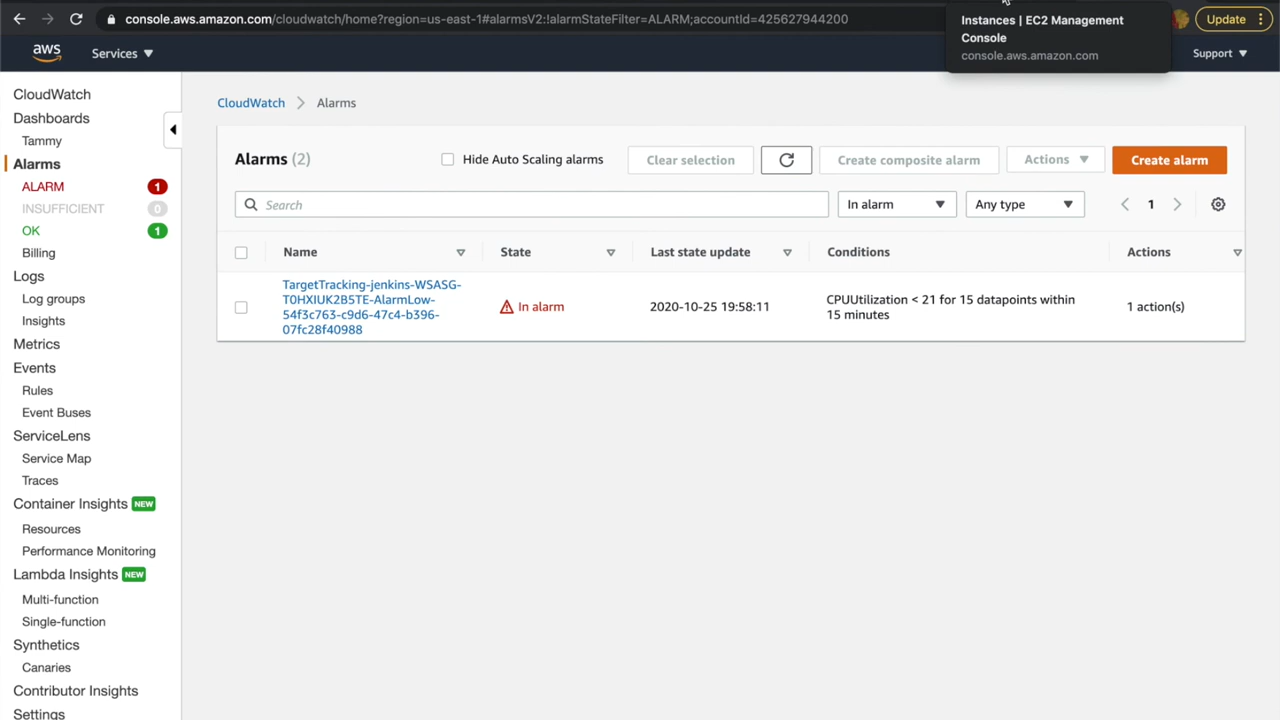 console.aws.amazon.com/cloudwatch/home?region=us-east-1#alarmsV2:!alarmStateFilter=ALARM;accountId=425627944200
Instances | EC2 Management
Console
console.aws.amazon.com
Update
aws
Services
Support
CloudWatch
Dashboards
Tammy
Alarms
ALARM 1
INSUFFICIENT 0
OK 1
Billing
Logs
Log groups
Insights
Metrics
Events
Rules
Event Buses
ServiceLens
Service Map
Traces
Container Insights NEW
Resources
Performance Monitoring
Lambda Insights NEW
Multi-function
Single-function
Synthetics
Canaries
Contributor Insights
Settings
CloudWatch > Alarms
Alarms (2)
Hide Auto Scaling alarms
Clear selection
Create composite alarm
Actions
Create alarm
Search
In alarm
Any type
1
Name State Last state update Conditions Actions
TargetTracking-jenkins-WSASG-
T0HXIUK2B5TE-AlarmLow-
54f3c763-c9d6-47c4-b396-
07fc28f40988
In alarm
2020-10-25 19:58:11
CPUUtilization < 21 for 15 datapoints within
15 minutes
1 action(s)